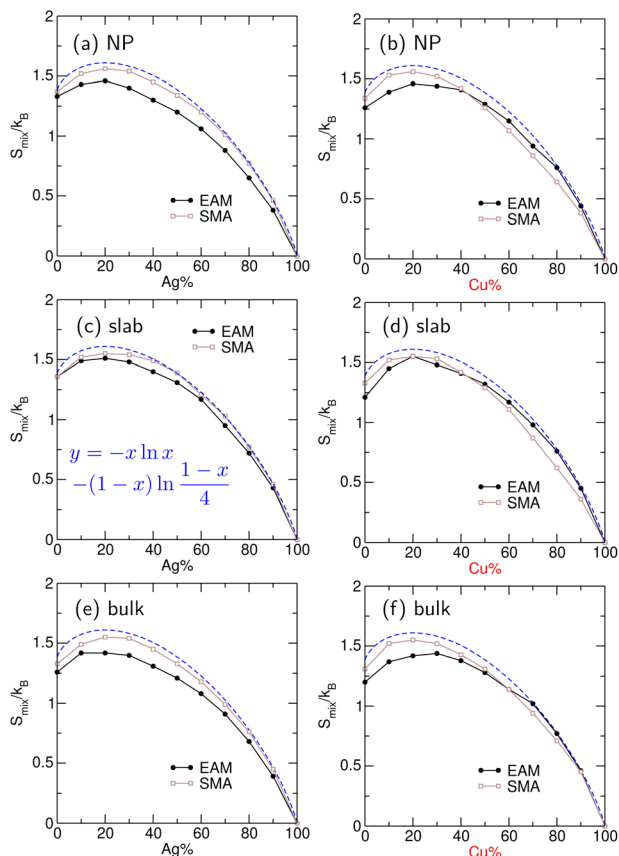 (a) NP
S_mix/k_B
2
1.5
1
0.5
0
EAM
SMA
0 20 40 60 80 100
Ag%
(b) NP
S_mix/k_B
2
1.5
1
0.5
0
EAM
SMA
0 20 40 60 80 100
Cu%
(c) slab
S_mix/k_B
2
1.5
1
0.5
0
EAM
SMA
y = −x ln x
−(1 − x) ln (1 − x)/4
0 20 40 60 80 100
Ag%
(d) slab
S_mix/k_B
2
1.5
1
0.5
0
EAM
SMA
0 20 40 60 80 100
Cu%
(e) bulk
S_mix/k_B
2
1.5
1
0.5
0
EAM
SMA
0 20 40 60 80 100
Ag%
(f) bulk
S_mix/k_B
2
1.5
1
0.5
0
EAM
SMA
0 20 40 60 80 100
Cu%